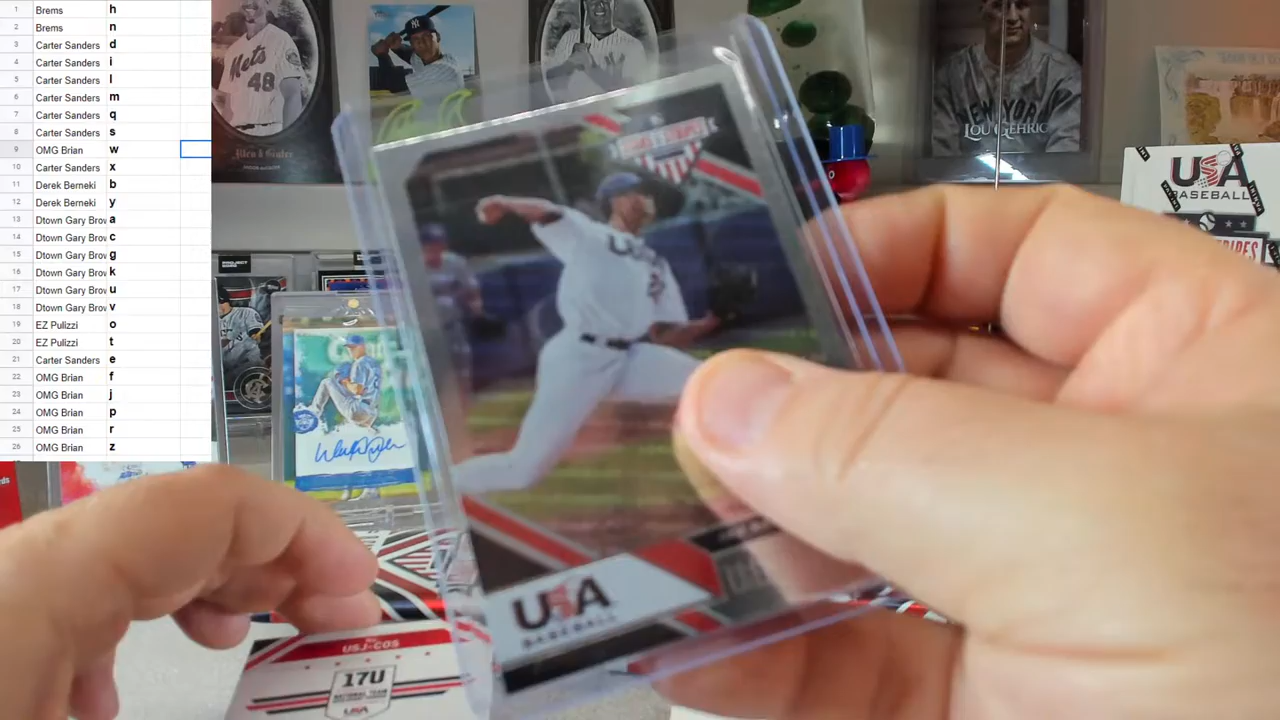 1 Brems h
2 Brems n
3 Carter Sanders d
4 Carter Sanders i
5 Carter Sanders l
6 Carter Sanders m
7 Carter Sanders q
8 Carter Sanders s
9 OMG Brian w
10 Carter Sanders x
11 Derek Berneki b
12 Derek Berneki y
13 Dtown Gary Brov a
14 Dtown Gary Brov c
15 Dtown Gary Brov g
16 Dtown Gary Brov k
17 Dtown Gary Brov u
18 Dtown Gary Brov v
19 EZ Pulizzi o
20 EZ Pulizzi t
21 Carter Sanders e
22 OMG Brian f
23 OMG Brian j
24 OMG Brian p
25 OMG Brian r
26 OMG Brian z
Mets
48
NEW YORK
LOU GEHRIG
USA
BASEBALL
USA
BASEBALL
USJ-COS
17U
NATIONAL TEAM
USA